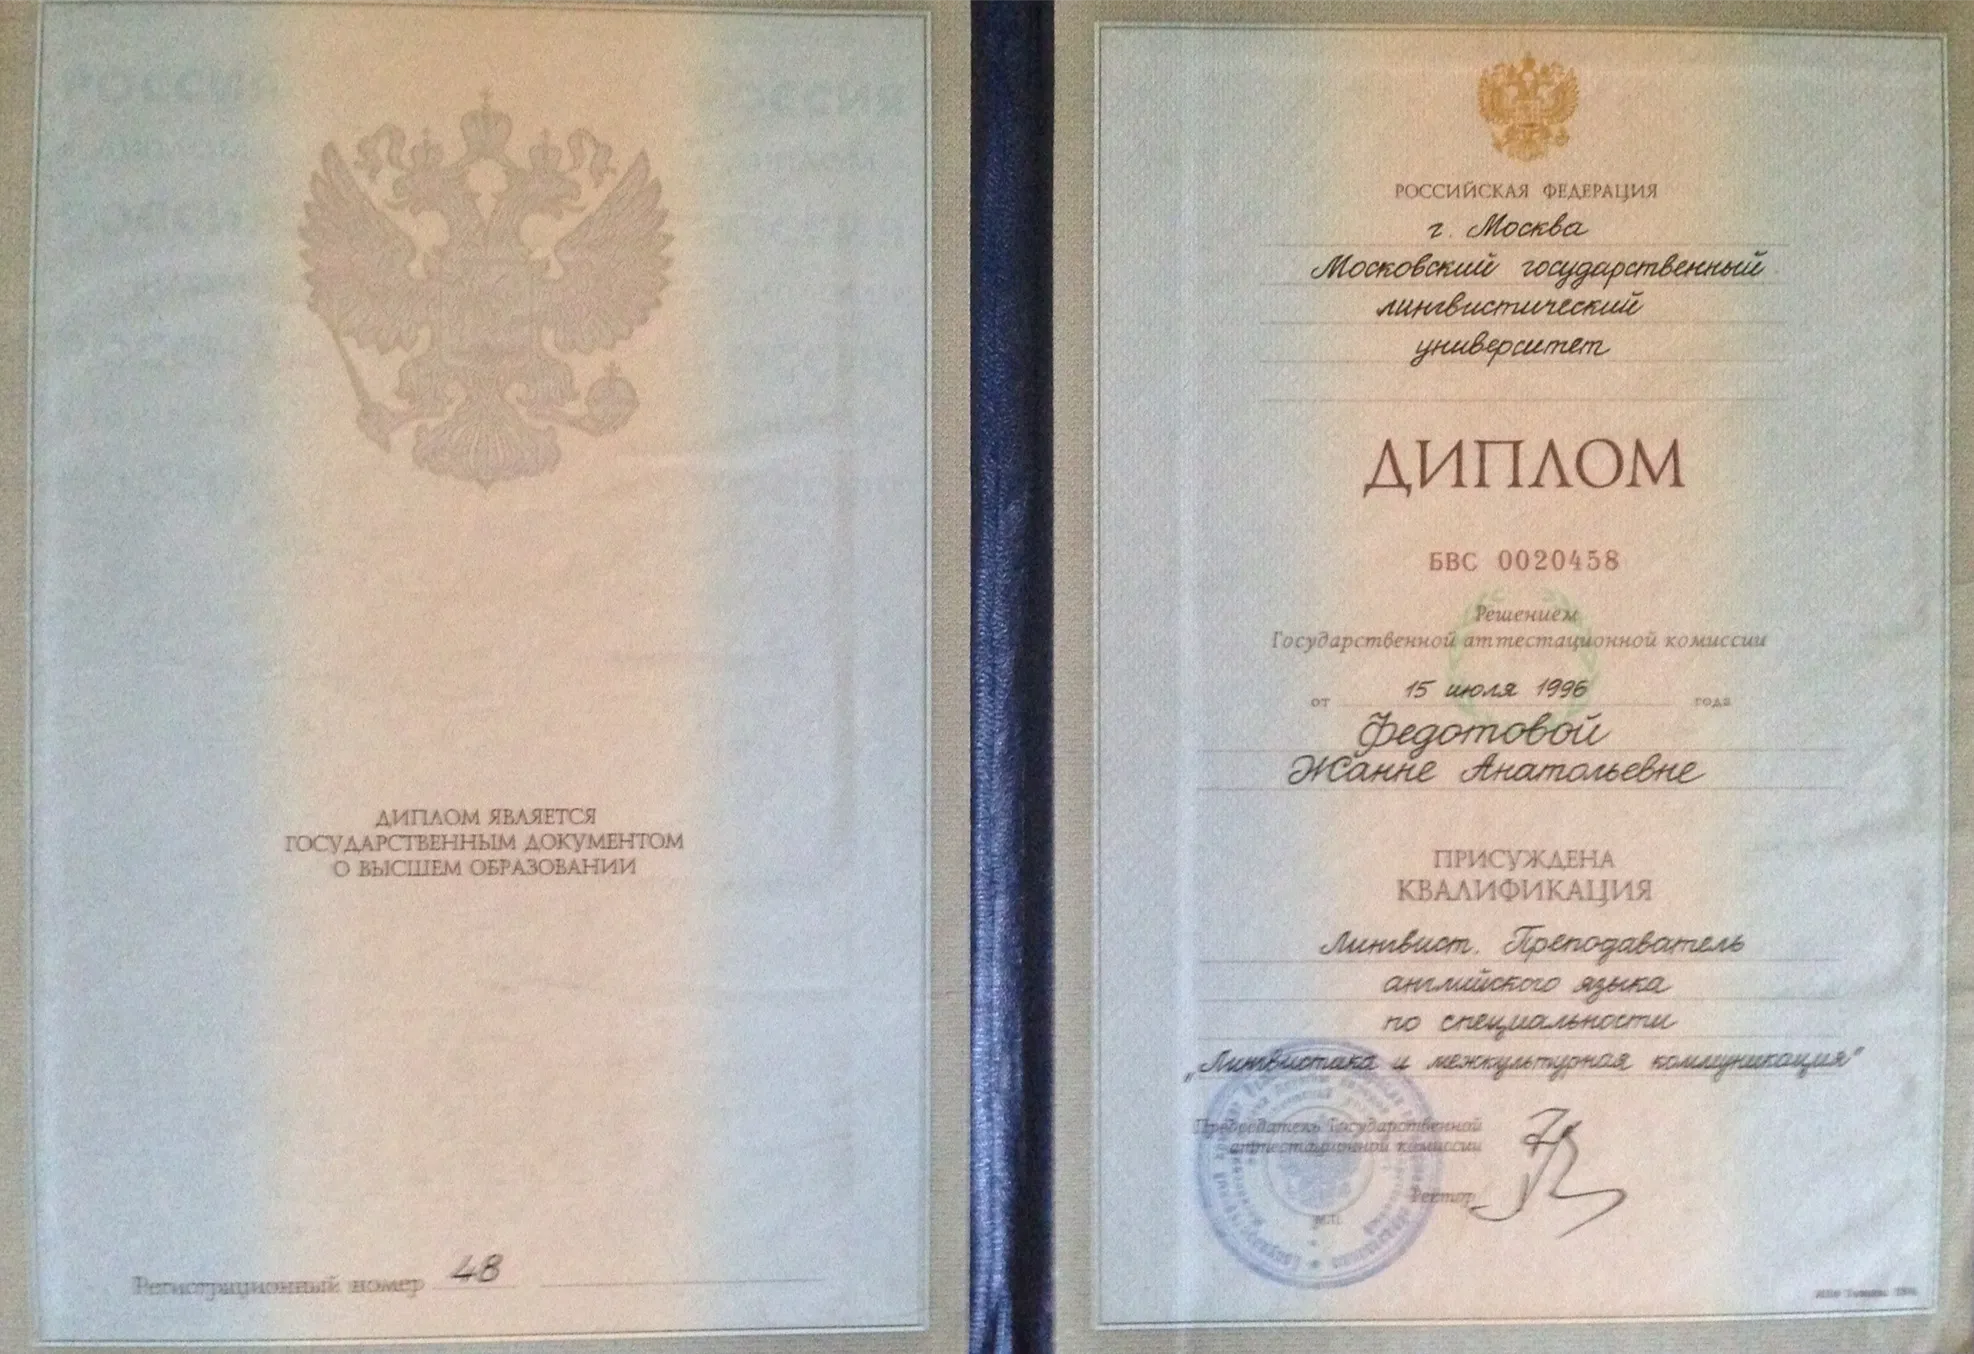 РОССИЯ
РОССИЯ
ДИПЛОМ ЯВЛЯЕТСЯ
ГОСУДАРСТВЕННЫМ ДОКУМЕНТОМ
О ВЫСШЕМ ОБРАЗОВАНИИ
Регистрационный номер 48
РОССИЙСКАЯ ФЕДЕРАЦИЯ
г. Москва
Московский государственный
лингвистический
университет
ДИПЛОМ
БВС 0020458
Решением
Государственной аттестационной комиссии
от 15 июля 1996 года
Федотовой
Жанне Анатольевне
ПРИСУЖДЕНА
КВАЛИФИКАЦИЯ
Лингвист. Преподаватель
английского языка
по специальности
„Лингвистика и межкультурная коммуникация"
Председатель Государственной
аттестационной комиссии
Ректор
М.П.